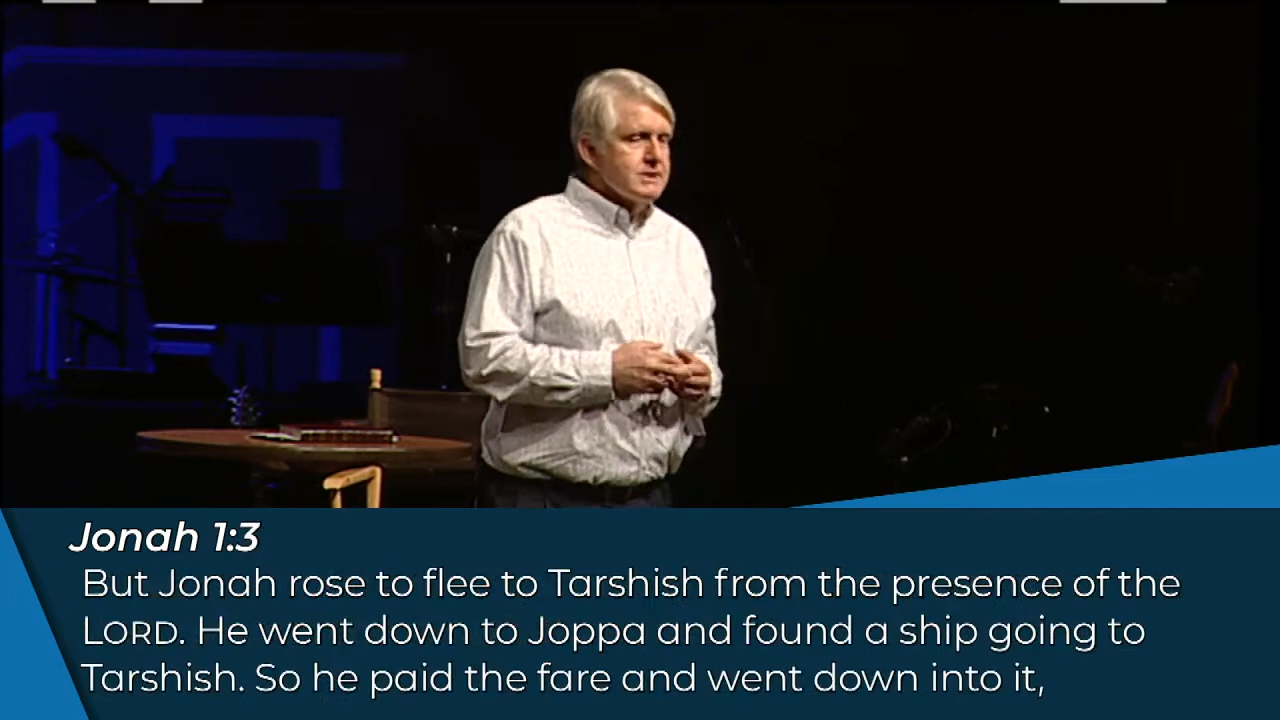 Jonah 1:3
But Jonah rose to flee to Tarshish from the presence of the
LORD. He went down to Joppa and found a ship going to
Tarshish. So he paid the fare and went down into it,